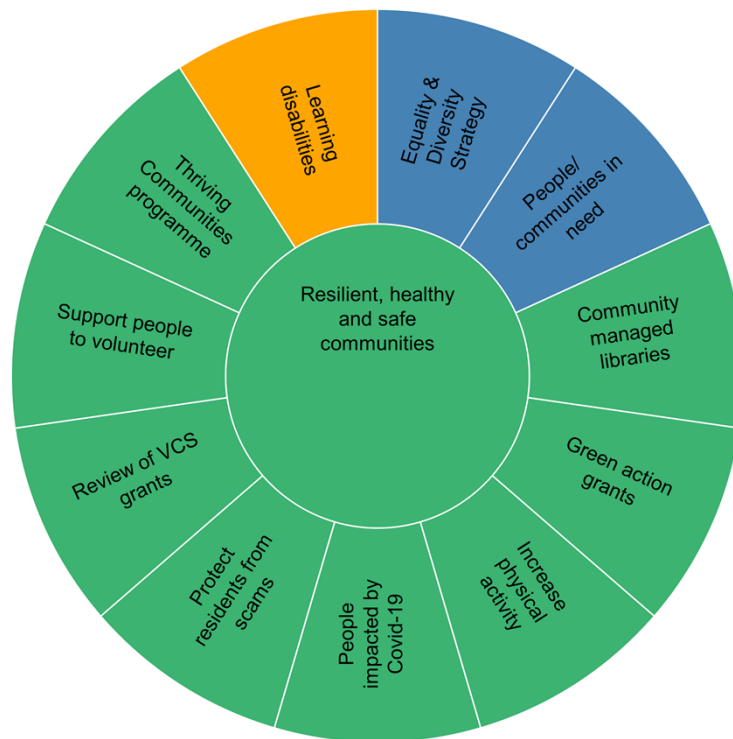 Resilient, healthy
and safe
communities
Equality &
Diversity
Strategy
People/
communities in
need
Community
managed
libraries
Green action
grants
Increase
physical
activity
People
impacted by
Covid-19
Protect
residents from
scams
Review of VCS
grants
Support people
to volunteer
Thriving
Communities
programme
Learning
disabilities